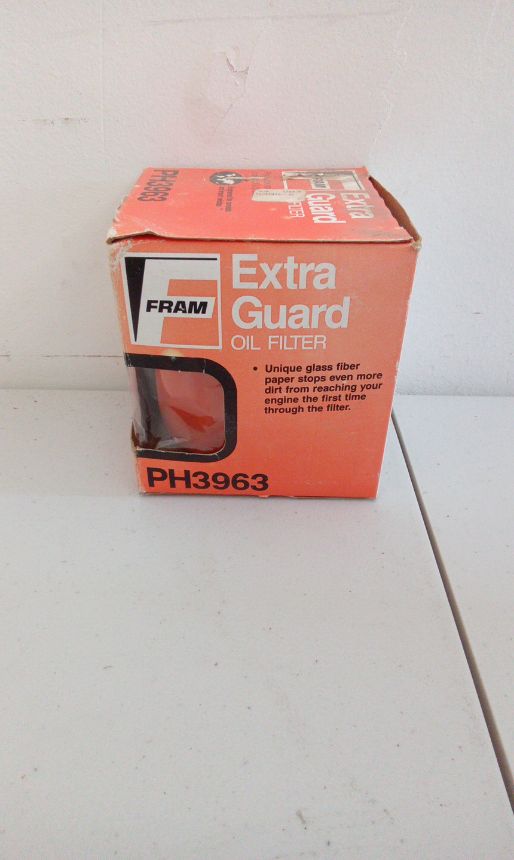 PH3963
Extra
Guard
FILTER
FRAM
Extra
Guard
OIL FILTER
• Unique glass fiber
paper stops even more
dirt from reaching your
engine the first time
through the filter.
PH3963